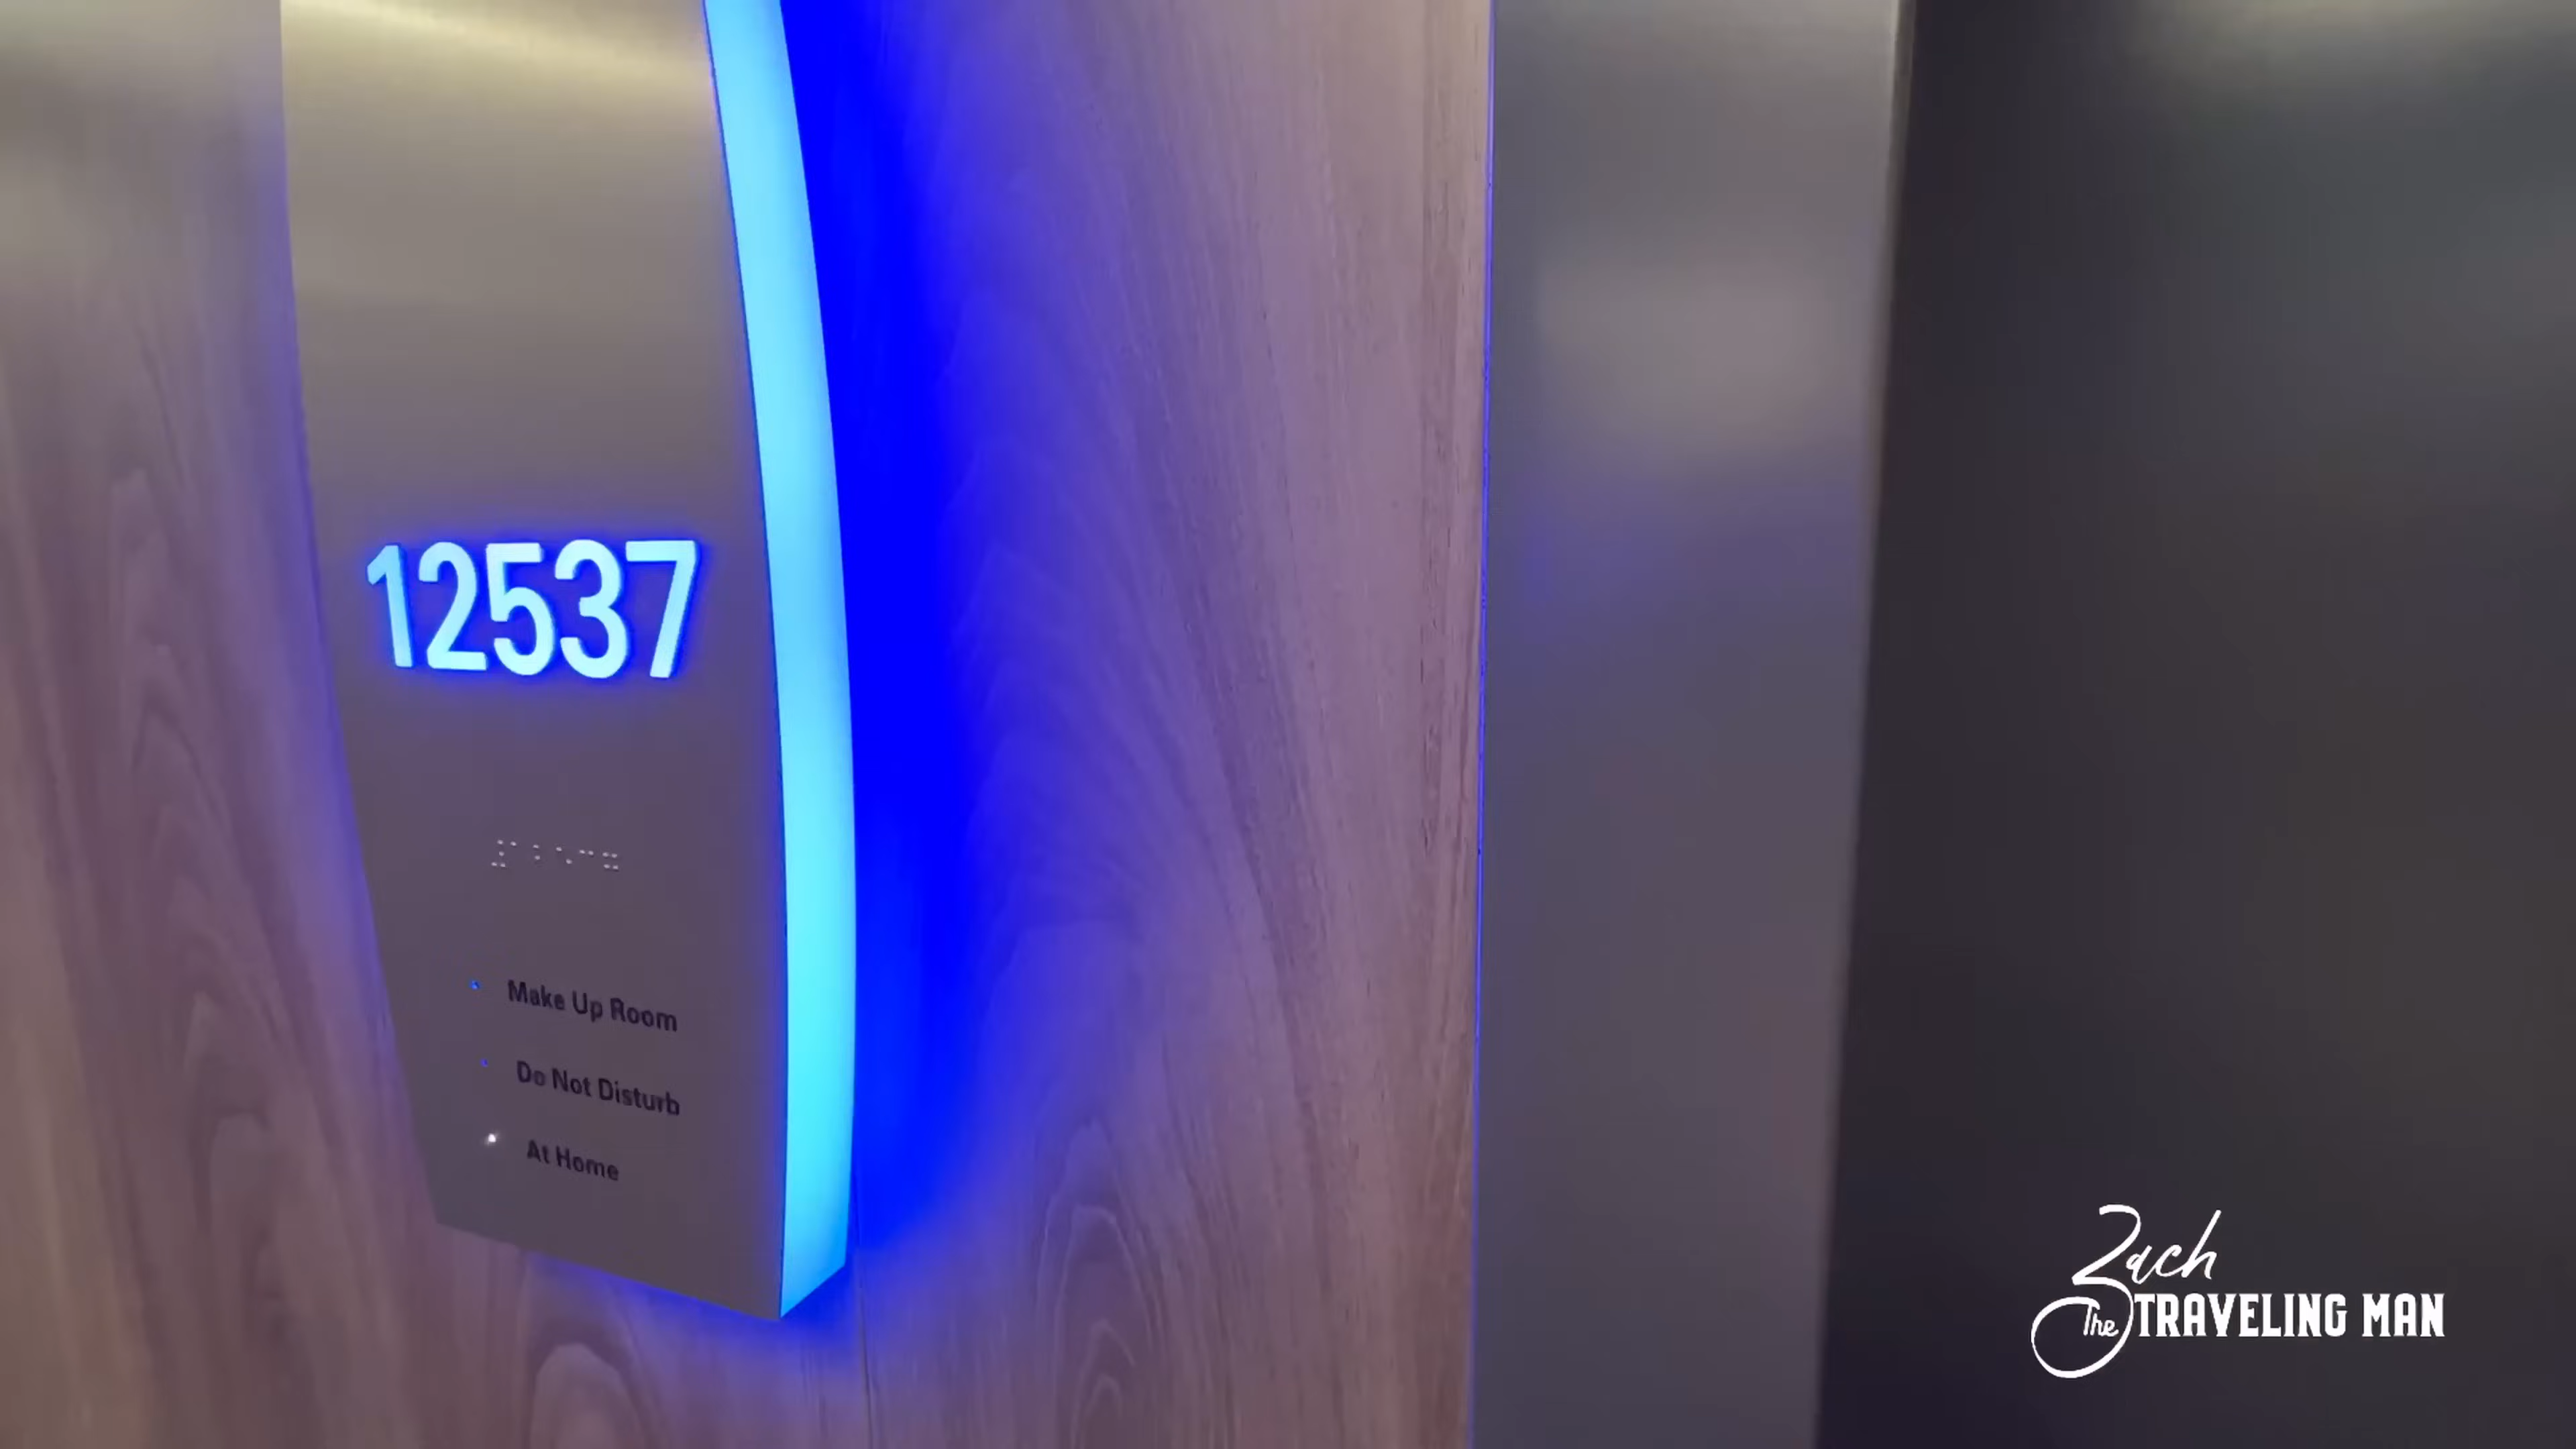 12537
⠼⠁⠃⠑⠉⠛
Make Up Room
Do Not Disturb
At Home
Zach
The TRAVELING MAN